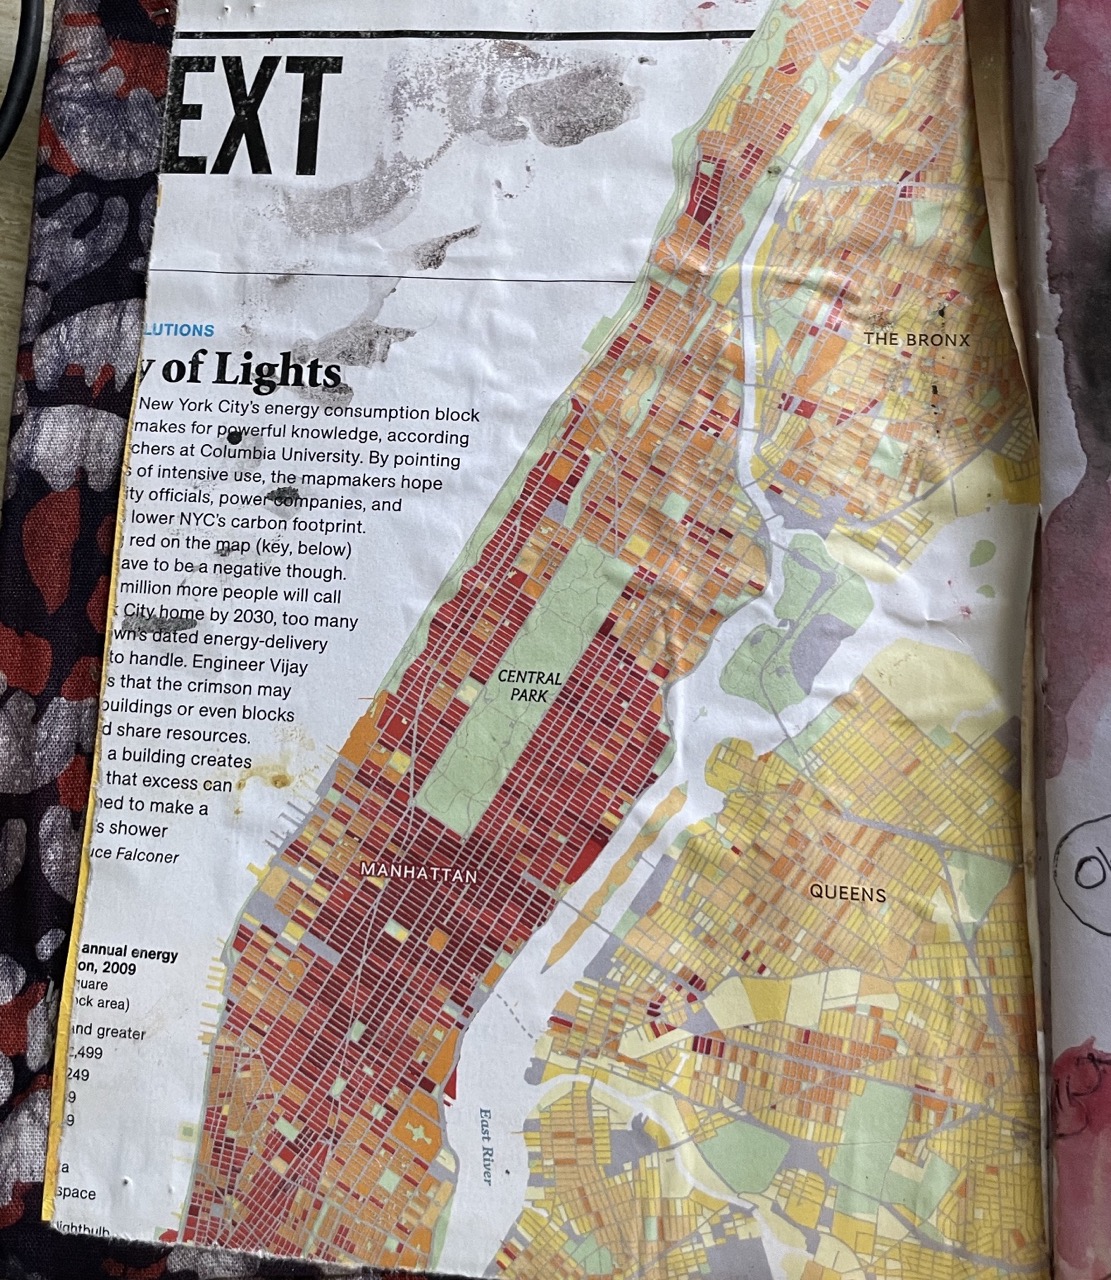 EXT
LUTIONS
y of Lights
New York City's energy consumption block
makes for powerful knowledge, according
chers at Columbia University. By pointing
s of intensive use, the mapmakers hope
ity officials, power companies, and
lower NYC's carbon footprint.
red on the map (key, below)
ave to be a negative though.
million more people will call
k City home by 2030, too many
wn's dated energy-delivery
to handle. Engineer Vijay
s that the crimson may
buildings or even blocks
d share resources.
a building creates
that excess can
ned to make a
's shower
uce Falconer
annual energy
on, 2009
quare
ock area)
and greater
2,499
249
9
9
a
space
lightbulb
THE BRONX
CENTRAL
PARK
MANHATTAN
QUEENS
East River